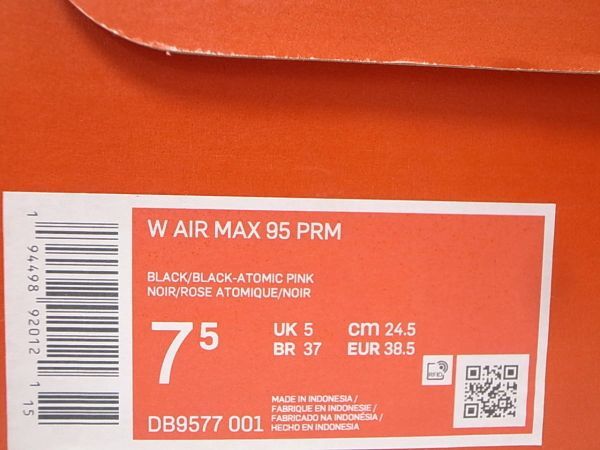 W AIR MAX 95 PRM
BLACK/BLACK-ATOMIC PINK
NOIR/ROSE ATOMIQUE/NOIR
7 5 UK 5 cm 24.5
BR 37 EUR 38.5
RFID
MADE IN INDONESIA/
FABRIQUE EN INDONESIE/
FABRICADO NA INDONÉSIA/
HECHO EN INDONESIA
DB9577 001
1 94498 92012 1 15